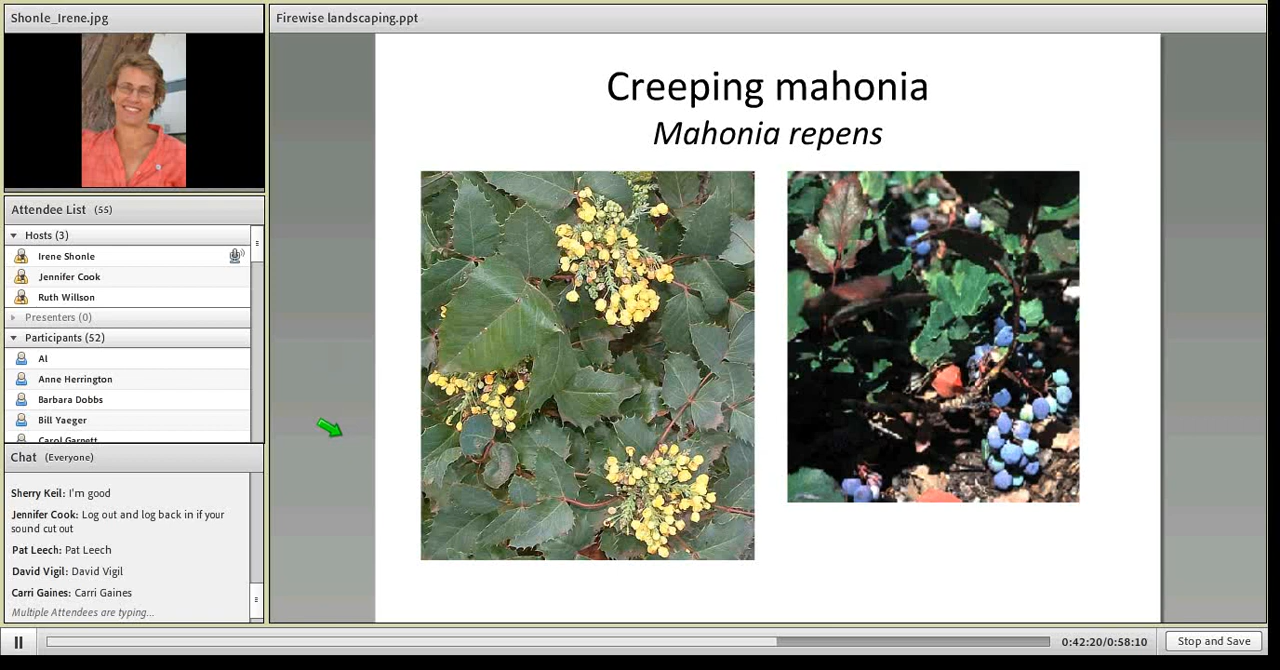 Shonle_Irene.jpg
Firewise landscaping.ppt
Creeping mahonia
Mahonia repens
Attendee List (55)
Hosts (3)
Irene Shonle
Jennifer Cook
Ruth Willson
Presenters (0)
Participants (52)
Al
Anne Herrington
Barbara Dobbs
Bill Yaeger
Carol Garnett
Chat (Everyone)
Sherry Keil: I'm good
Jennifer Cook: Log out and log back in if your
sound cut out
Pat Leech: Pat Leech
David Vigil: David Vigil
Carri Gaines: Carri Gaines
Multiple Attendees are typing...
0:42:20/0:58:10
Stop and Save